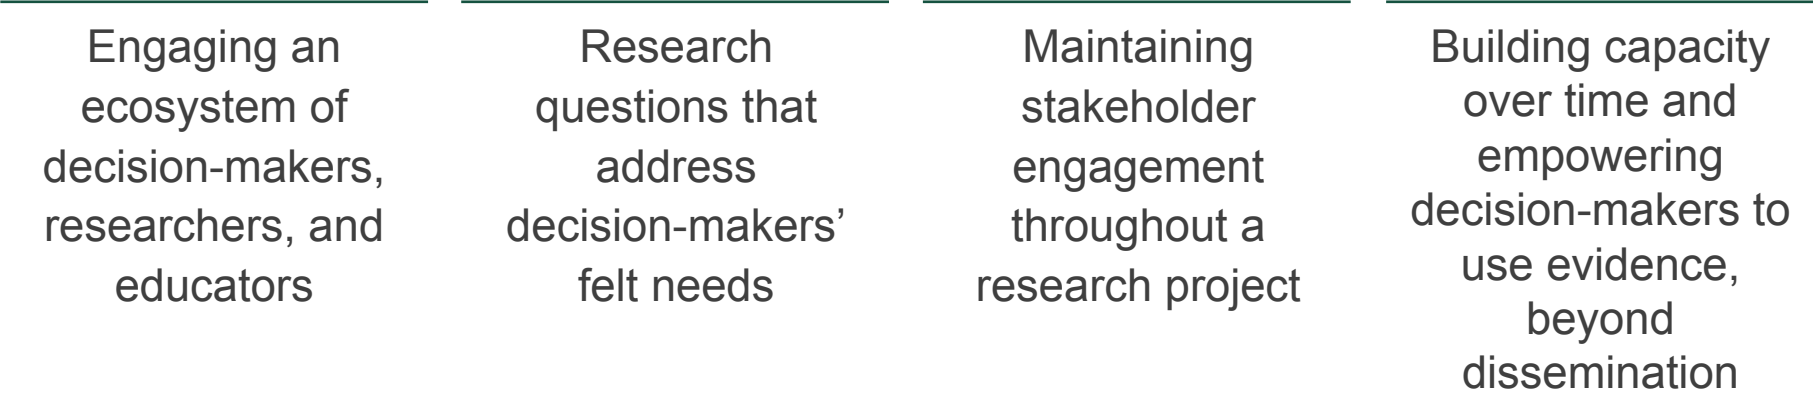 Engaging an
ecosystem of
decision-makers,
researchers, and
educators
Research
questions that
address
decision-makers’
felt needs
Maintaining
stakeholder
engagement
throughout a
research project
Building capacity
over time and
empowering
decision-makers to
use evidence,
beyond
dissemination